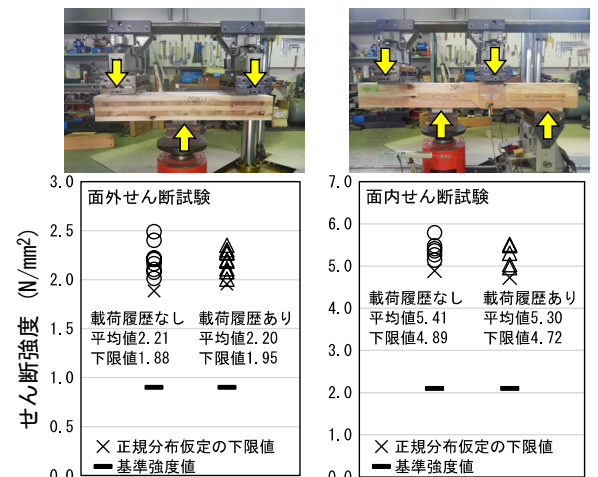 3.0
面外せん断試験
2.5
2.0
載荷履歴なし 載荷履歴あり
平均値2.21 平均値2.20
下限値1.88 下限値1.95
1.5
1.0
0.5
× 正規分布仮定の下限値
基準強度値
0.0
せん断強度 (N/mm²)
7.0
面内せん断試験
6.0
5.0
載荷履歴なし 載荷履歴あり
平均値5.41 平均値5.30
下限値4.89 下限値4.72
4.0
3.0
2.0
1.0
× 正規分布仮定の下限値
基準強度値
0.0